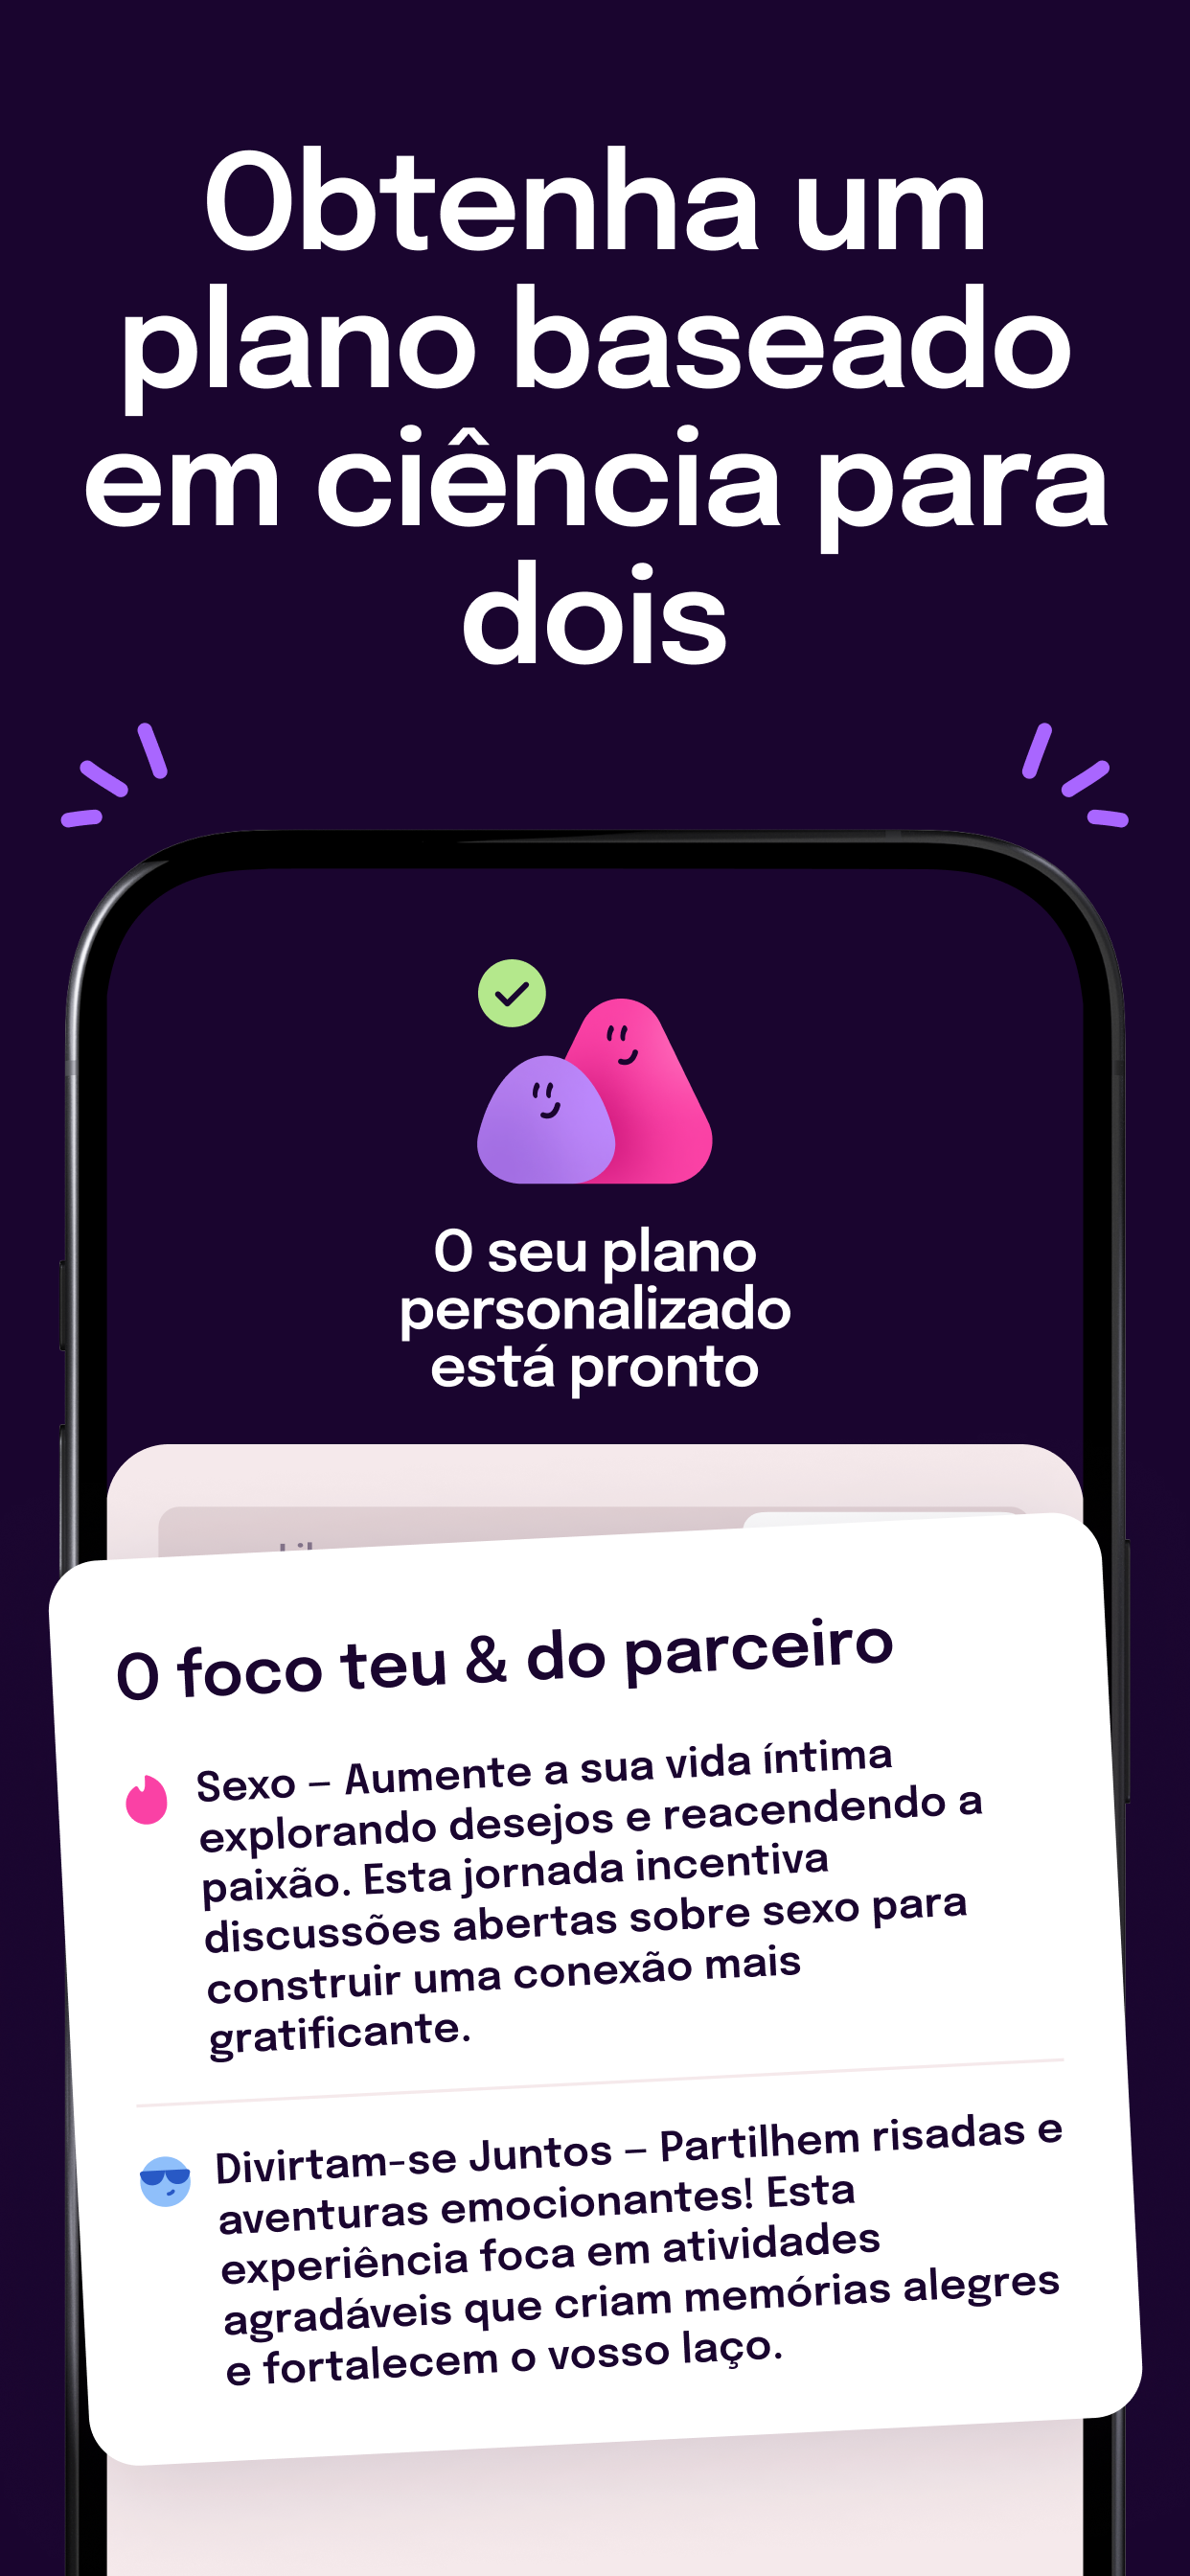 Obtenha um
plano baseado
em ciência para
dois
O seu plano
personalizado
está pronto
O foco teu & do parceiro
Sexo – Aumente a sua vida íntima
explorando desejos e reacendendo a
paixão. Esta jornada incentiva
discussões abertas sobre sexo para
construir uma conexão mais
gratificante.
Divirtam-se Juntos – Partilhem risadas e
aventuras emocionantes! Esta
experiência foca em atividades
agradáveis que criam memórias alegres
e fortalecem o vosso laço.